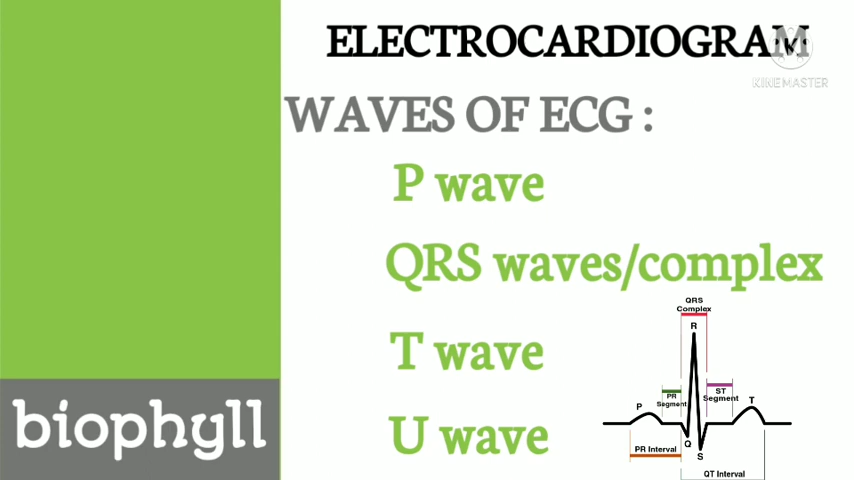 ELECTROCARDIOGRAM
KINEMASTER
WAVES OF ECG :
P wave
QRS waves/complex
T wave
U wave
biophyll
QRS
Complex
R
PR
Segment
ST
Segment
P
T
Q
S
PR Interval
QT Interval